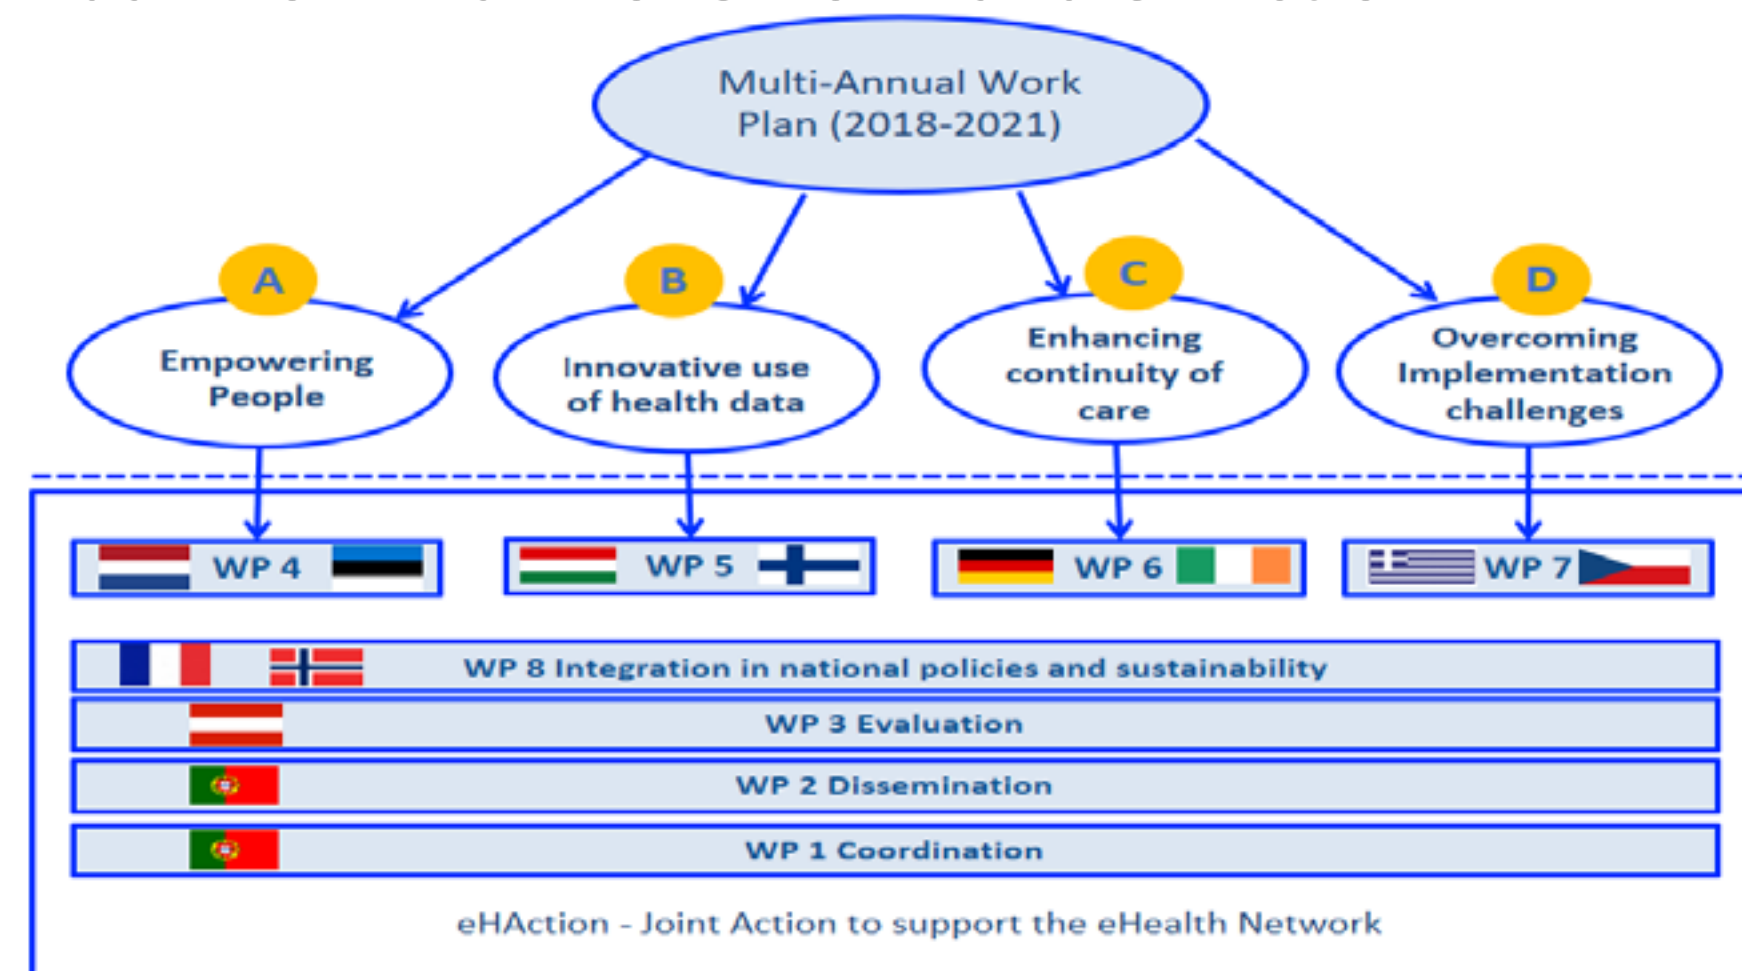 Multi-Annual Work
Plan (2018-2021)
A
B
C
D
Empowering
People
Innovative use
of health data
Enhancing
continuity of
care
Overcoming
Implementation
challenges
WP 4
WP 5
WP 6
WP 7
WP 8 Integration in national policies and sustainability
WP 3 Evaluation
WP 2 Dissemination
WP 1 Coordination
eHAction - Joint Action to support the eHealth Network